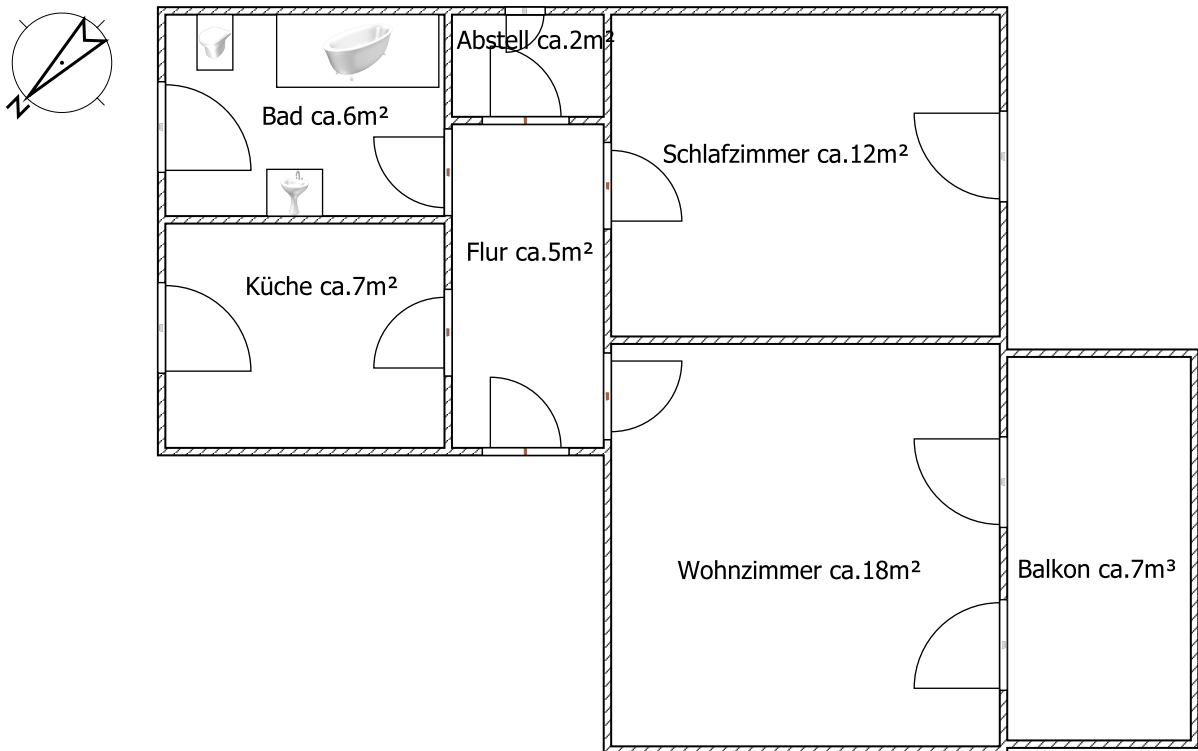 Abstell ca.2m²
Bad ca.6m²
Schlafzimmer ca.12m²
Flur ca.5m²
Küche ca.7m²
Wohnzimmer ca.18m²
Balkon ca.7m³
N